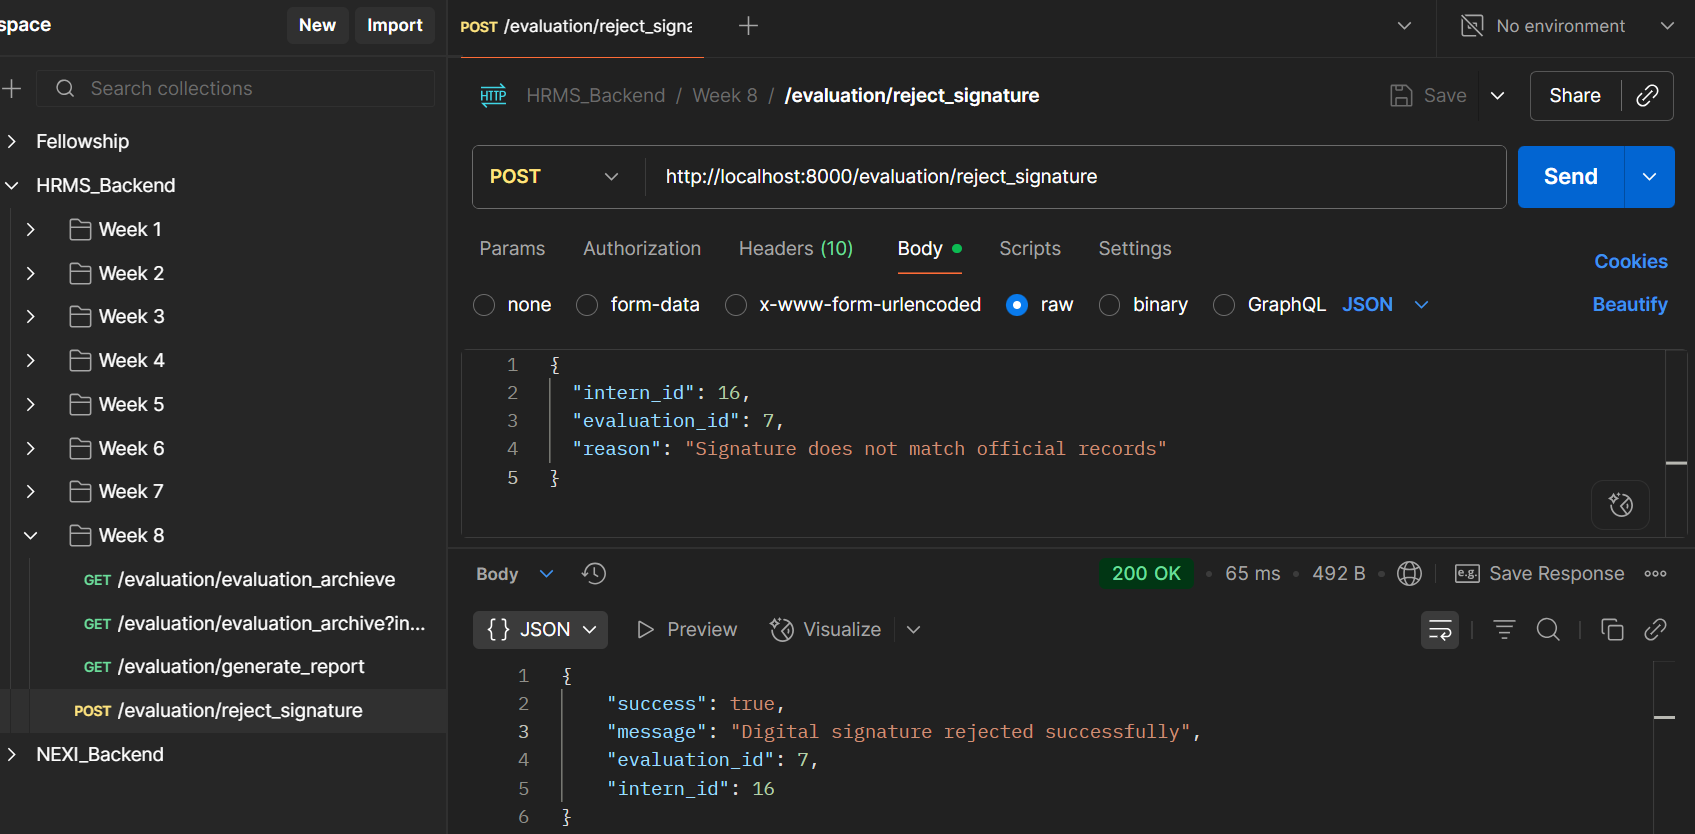 space
New
Import
POST /evaluation/reject_signa
No environment
Search collections
HRMS_Backend / Week 8 / /evaluation/reject_signature
Save
Share
Fellowship
HRMS_Backend
Week 1
Week 2
Week 3
Week 4
Week 5
Week 6
Week 7
Week 8
GET /evaluation/evaluation_archieve
GET /evaluation/evaluation_archive?in...
GET /evaluation/generate_report
POST /evaluation/reject_signature
NEXI_Backend
POST
http://localhost:8000/evaluation/reject_signature
Send
Params Authorization Headers (10) Body Scripts Settings
Cookies
none form-data x-www-form-urlencoded raw binary GraphQL JSON
Beautify
1 {
2 "intern_id": 16,
3 "evaluation_id": 7,
4 "reason": "Signature does not match official records"
5 }
Body
200 OK • 65 ms • 492 B •
e.g. Save Response
{} JSON
Preview
Visualize
1 {
2 "success": true,
3 "message": "Digital signature rejected successfully",
4 "evaluation_id": 7,
5 "intern_id": 16
6 }
HTTP